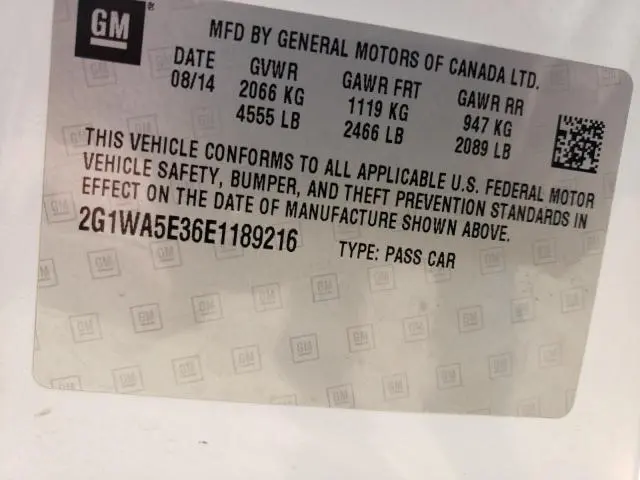 GM
MFD BY GENERAL MOTORS OF CANADA LTD.
DATE GVWR GAWR FRT GAWR RR
08/14 2066 KG 1119 KG 947 KG
4555 LB 2466 LB 2089 LB
THIS VEHICLE CONFORMS TO ALL APPLICABLE U.S. FEDERAL MOTOR
VEHICLE SAFETY, BUMPER, AND THEFT PREVENTION STANDARDS IN
EFFECT ON THE DATE OF MANUFACTURE SHOWN ABOVE.
2G1WA5E36E1189216 TYPE: PASS CAR